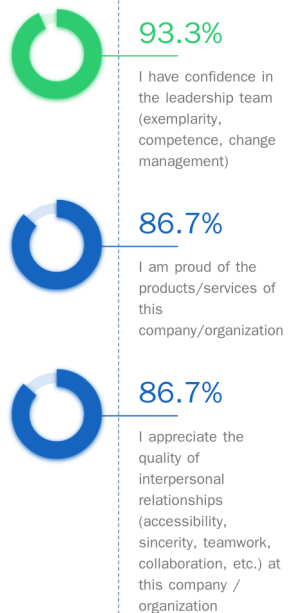 93.3%
I have confidence in
the leadership team
(exemplarity,
competence, change
management)
86.7%
I am proud of the
products/services of
this
company/organization
86.7%
I appreciate the
quality of
interpersonal
relationships
(accessibility,
sincerity, teamwork,
collaboration, etc.) at
this company /
organization